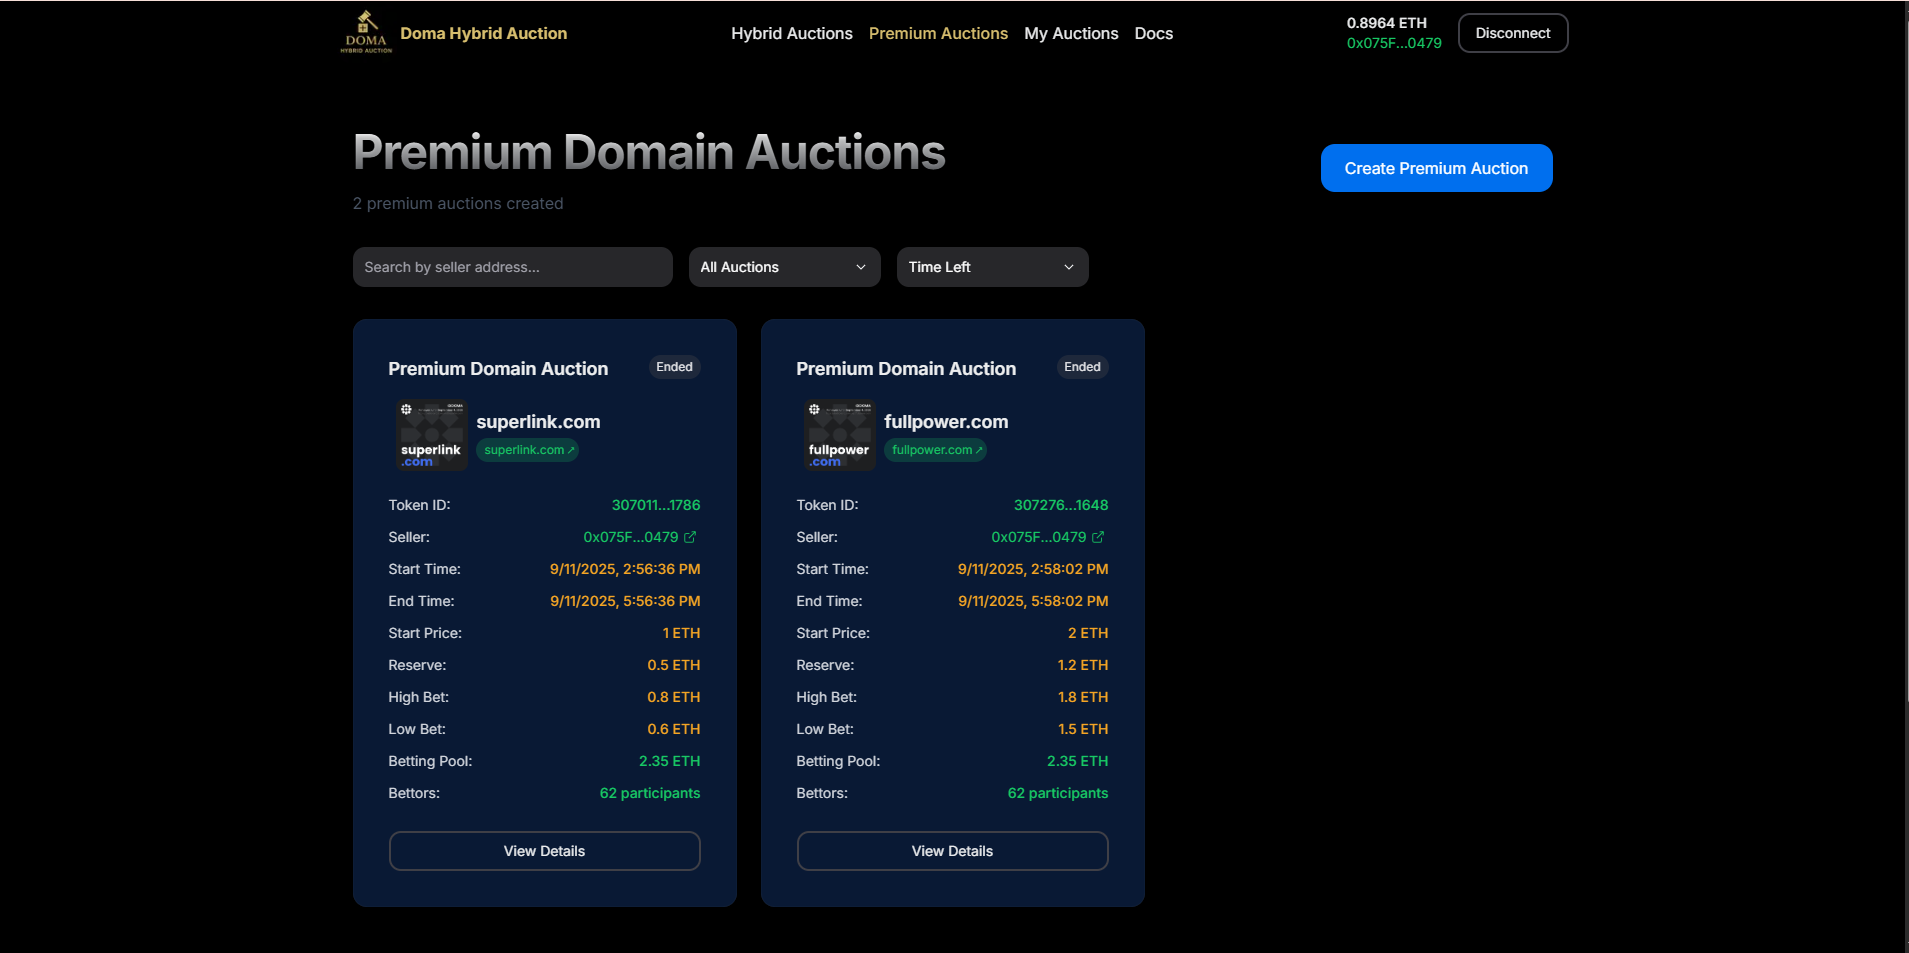 DOMA
HYBRID AUCTION
Doma Hybrid Auction
Hybrid Auctions
Premium Auctions
My Auctions
Docs
0.8964 ETH
0x075F...0479
Disconnect
Premium Domain Auctions
2 premium auctions created
Create Premium Auction
Search by seller address...
All Auctions
Time Left
Premium Domain Auction
Ended
superlink
.com
superlink.com
superlink.com↗
Token ID: 307011...1786
Seller: 0x075F...0479
Start Time: 9/11/2025, 2:56:36 PM
End Time: 9/11/2025, 5:56:36 PM
Start Price: 1 ETH
Reserve: 0.5 ETH
High Bet: 0.8 ETH
Low Bet: 0.6 ETH
Betting Pool: 2.35 ETH
Bettors: 62 participants
View Details
Premium Domain Auction
Ended
fullpower
.com
fullpower.com
fullpower.com↗
Token ID: 307276...1648
Seller: 0x075F...0479
Start Time: 9/11/2025, 2:58:02 PM
End Time: 9/11/2025, 5:58:02 PM
Start Price: 2 ETH
Reserve: 1.2 ETH
High Bet: 1.8 ETH
Low Bet: 1.5 ETH
Betting Pool: 2.35 ETH
Bettors: 62 participants
View Details